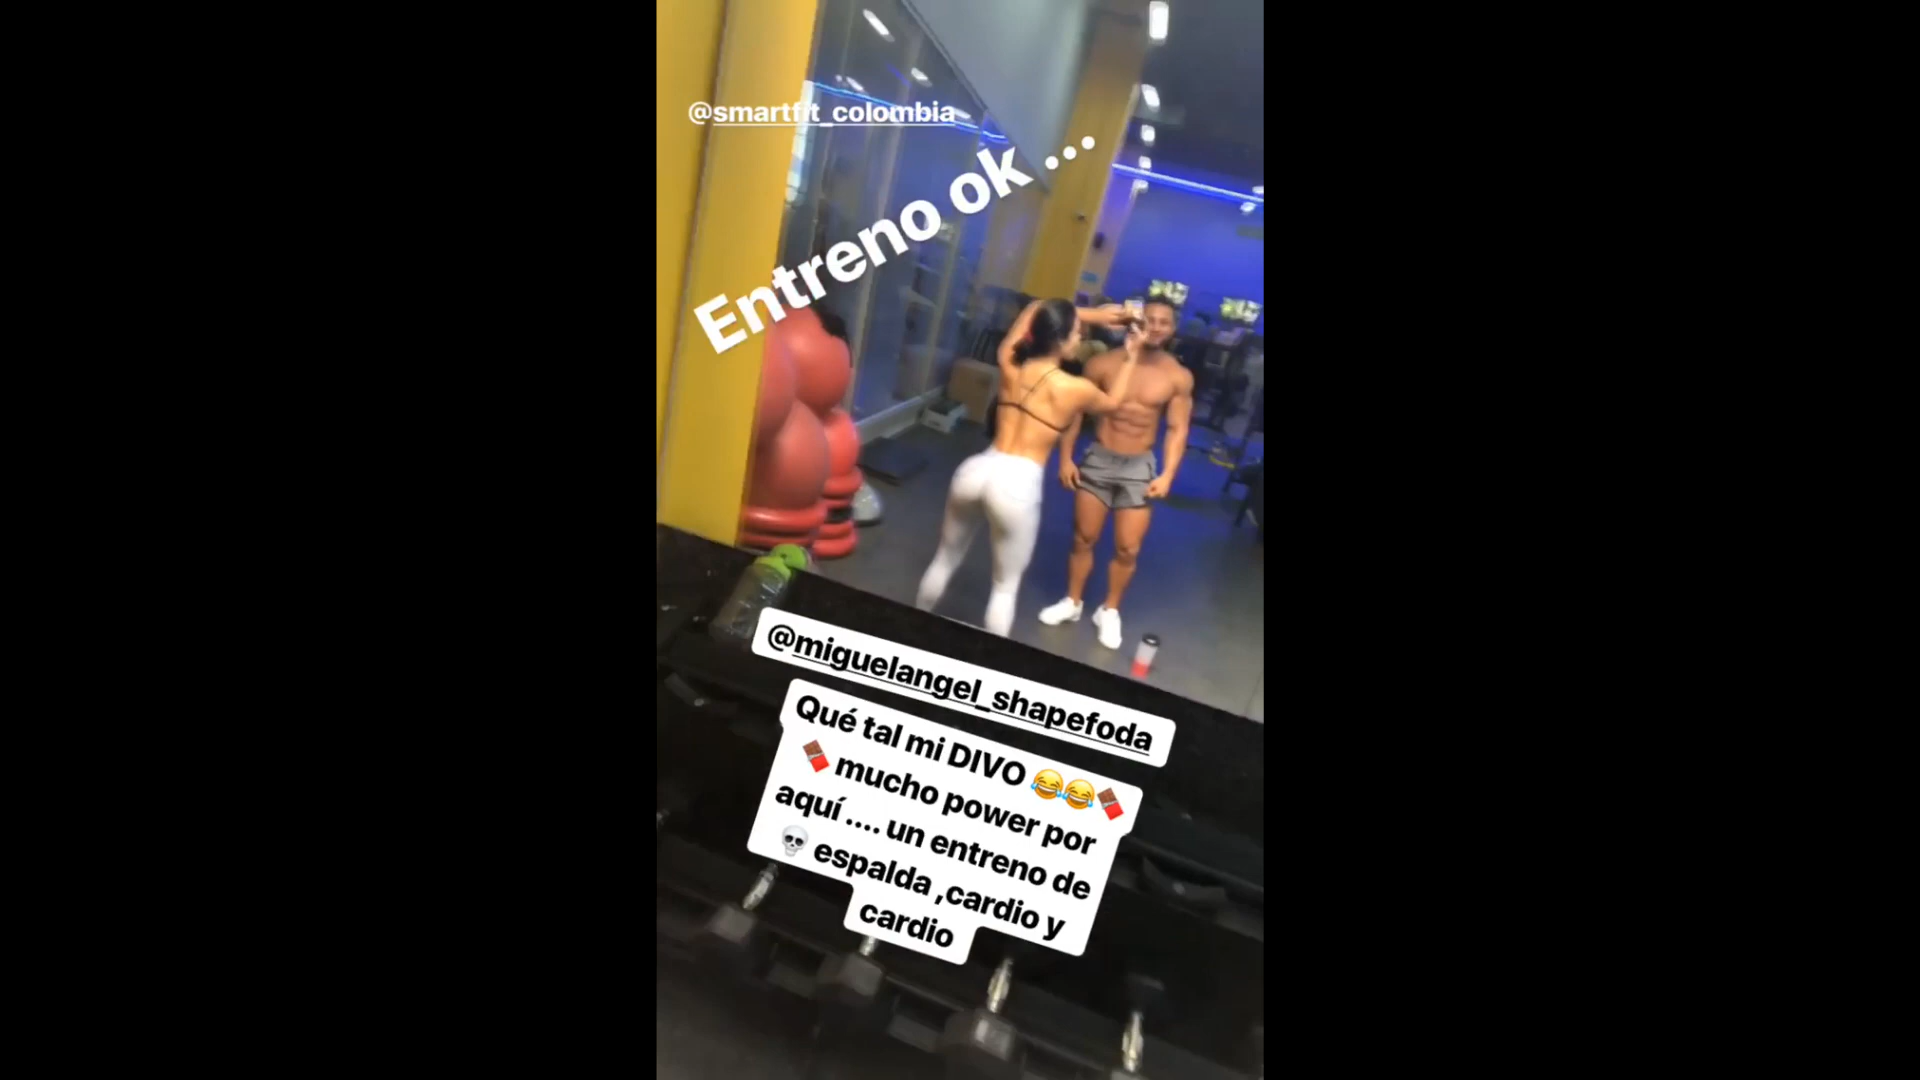 @smartfit_colombia
Entreno ok ...
@miguelangel_shapefoda
Qué tal mi DIVO 😂😂🍫
🍫 mucho power por
aquí .... un entreno de
💀 espalda ,cardio y
cardio